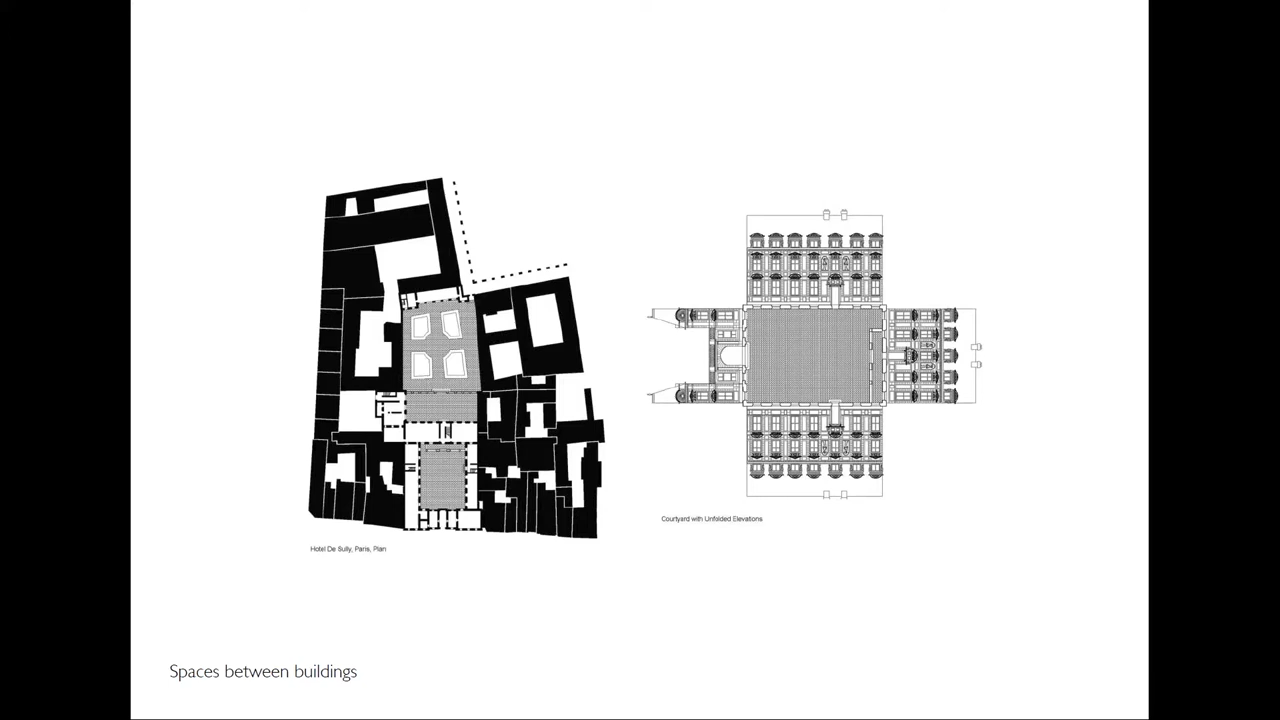 Hotel De Sully, Paris, Plan
Courtyard with Unfolded Elevations
Spaces between buildings